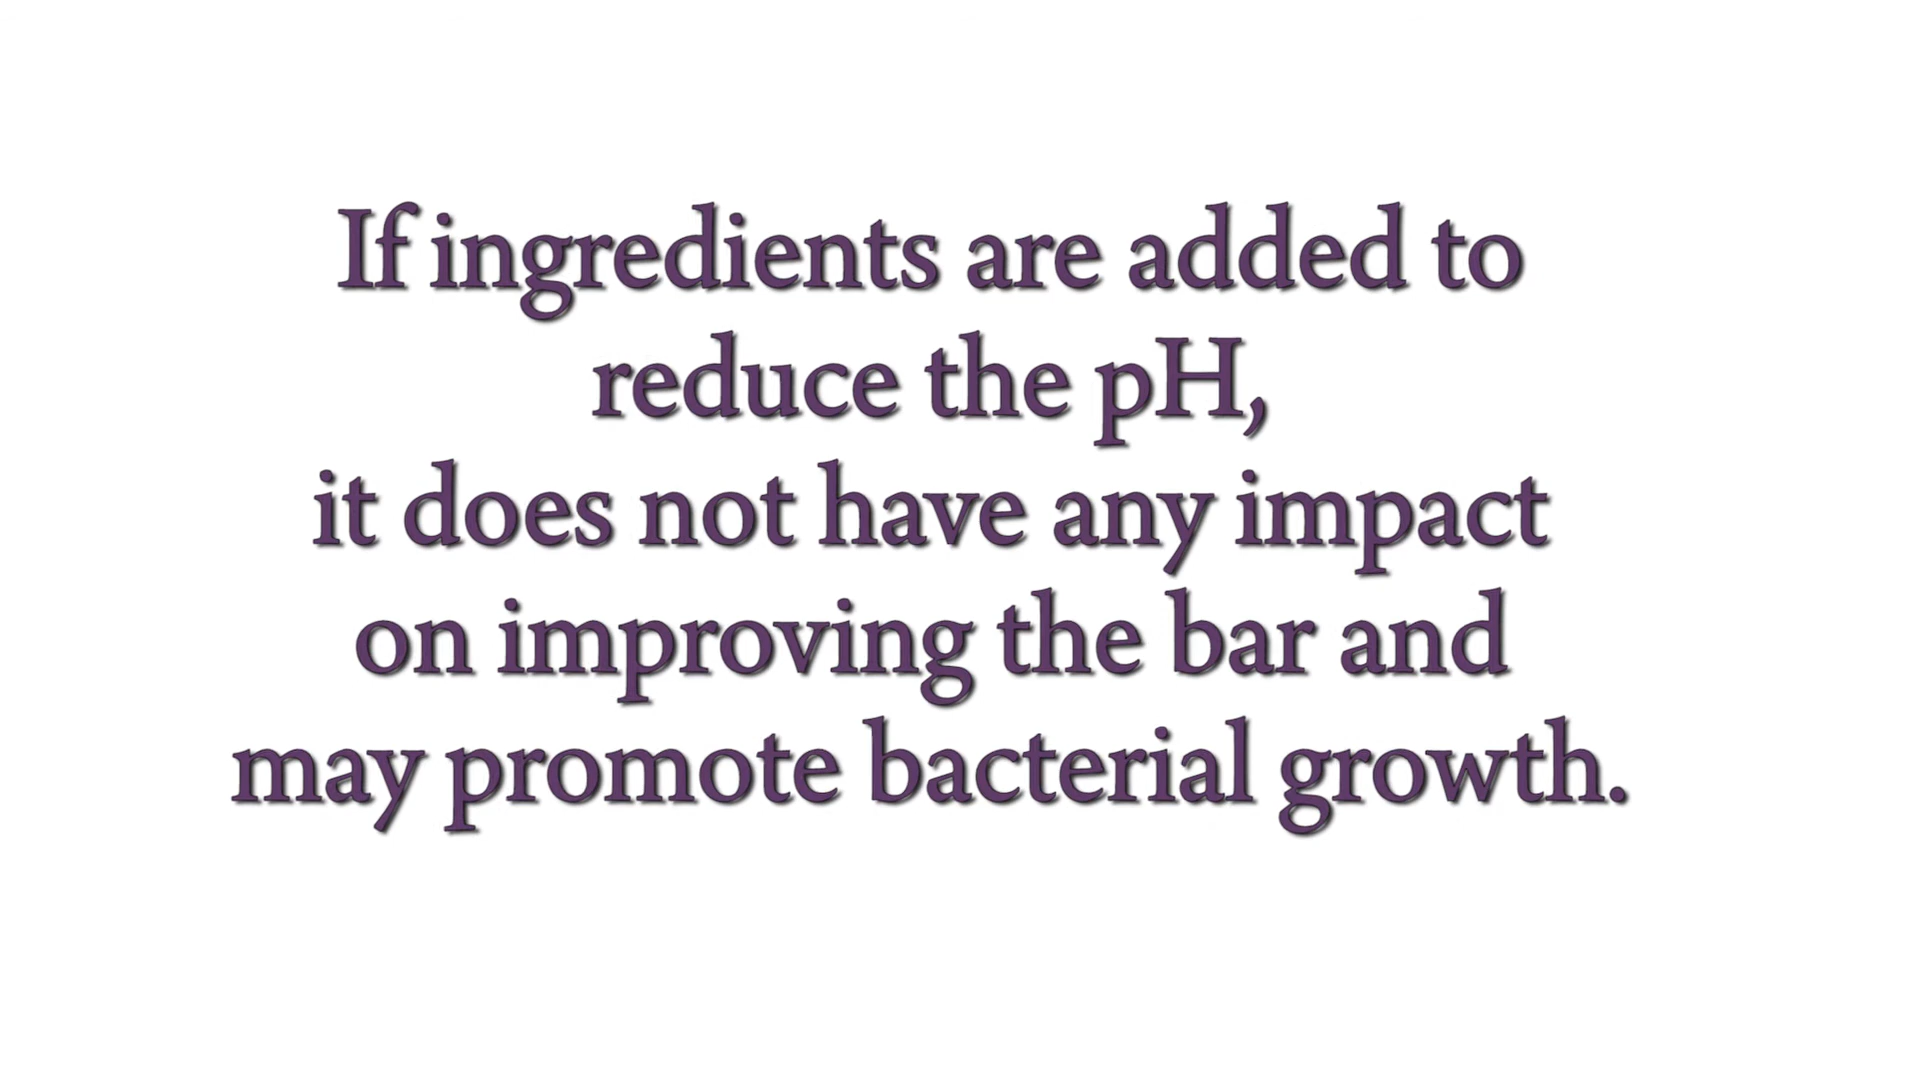 If ingredients are added to
reduce the pH,
it does not have any impact
on improving the bar and
may promote bacterial growth.